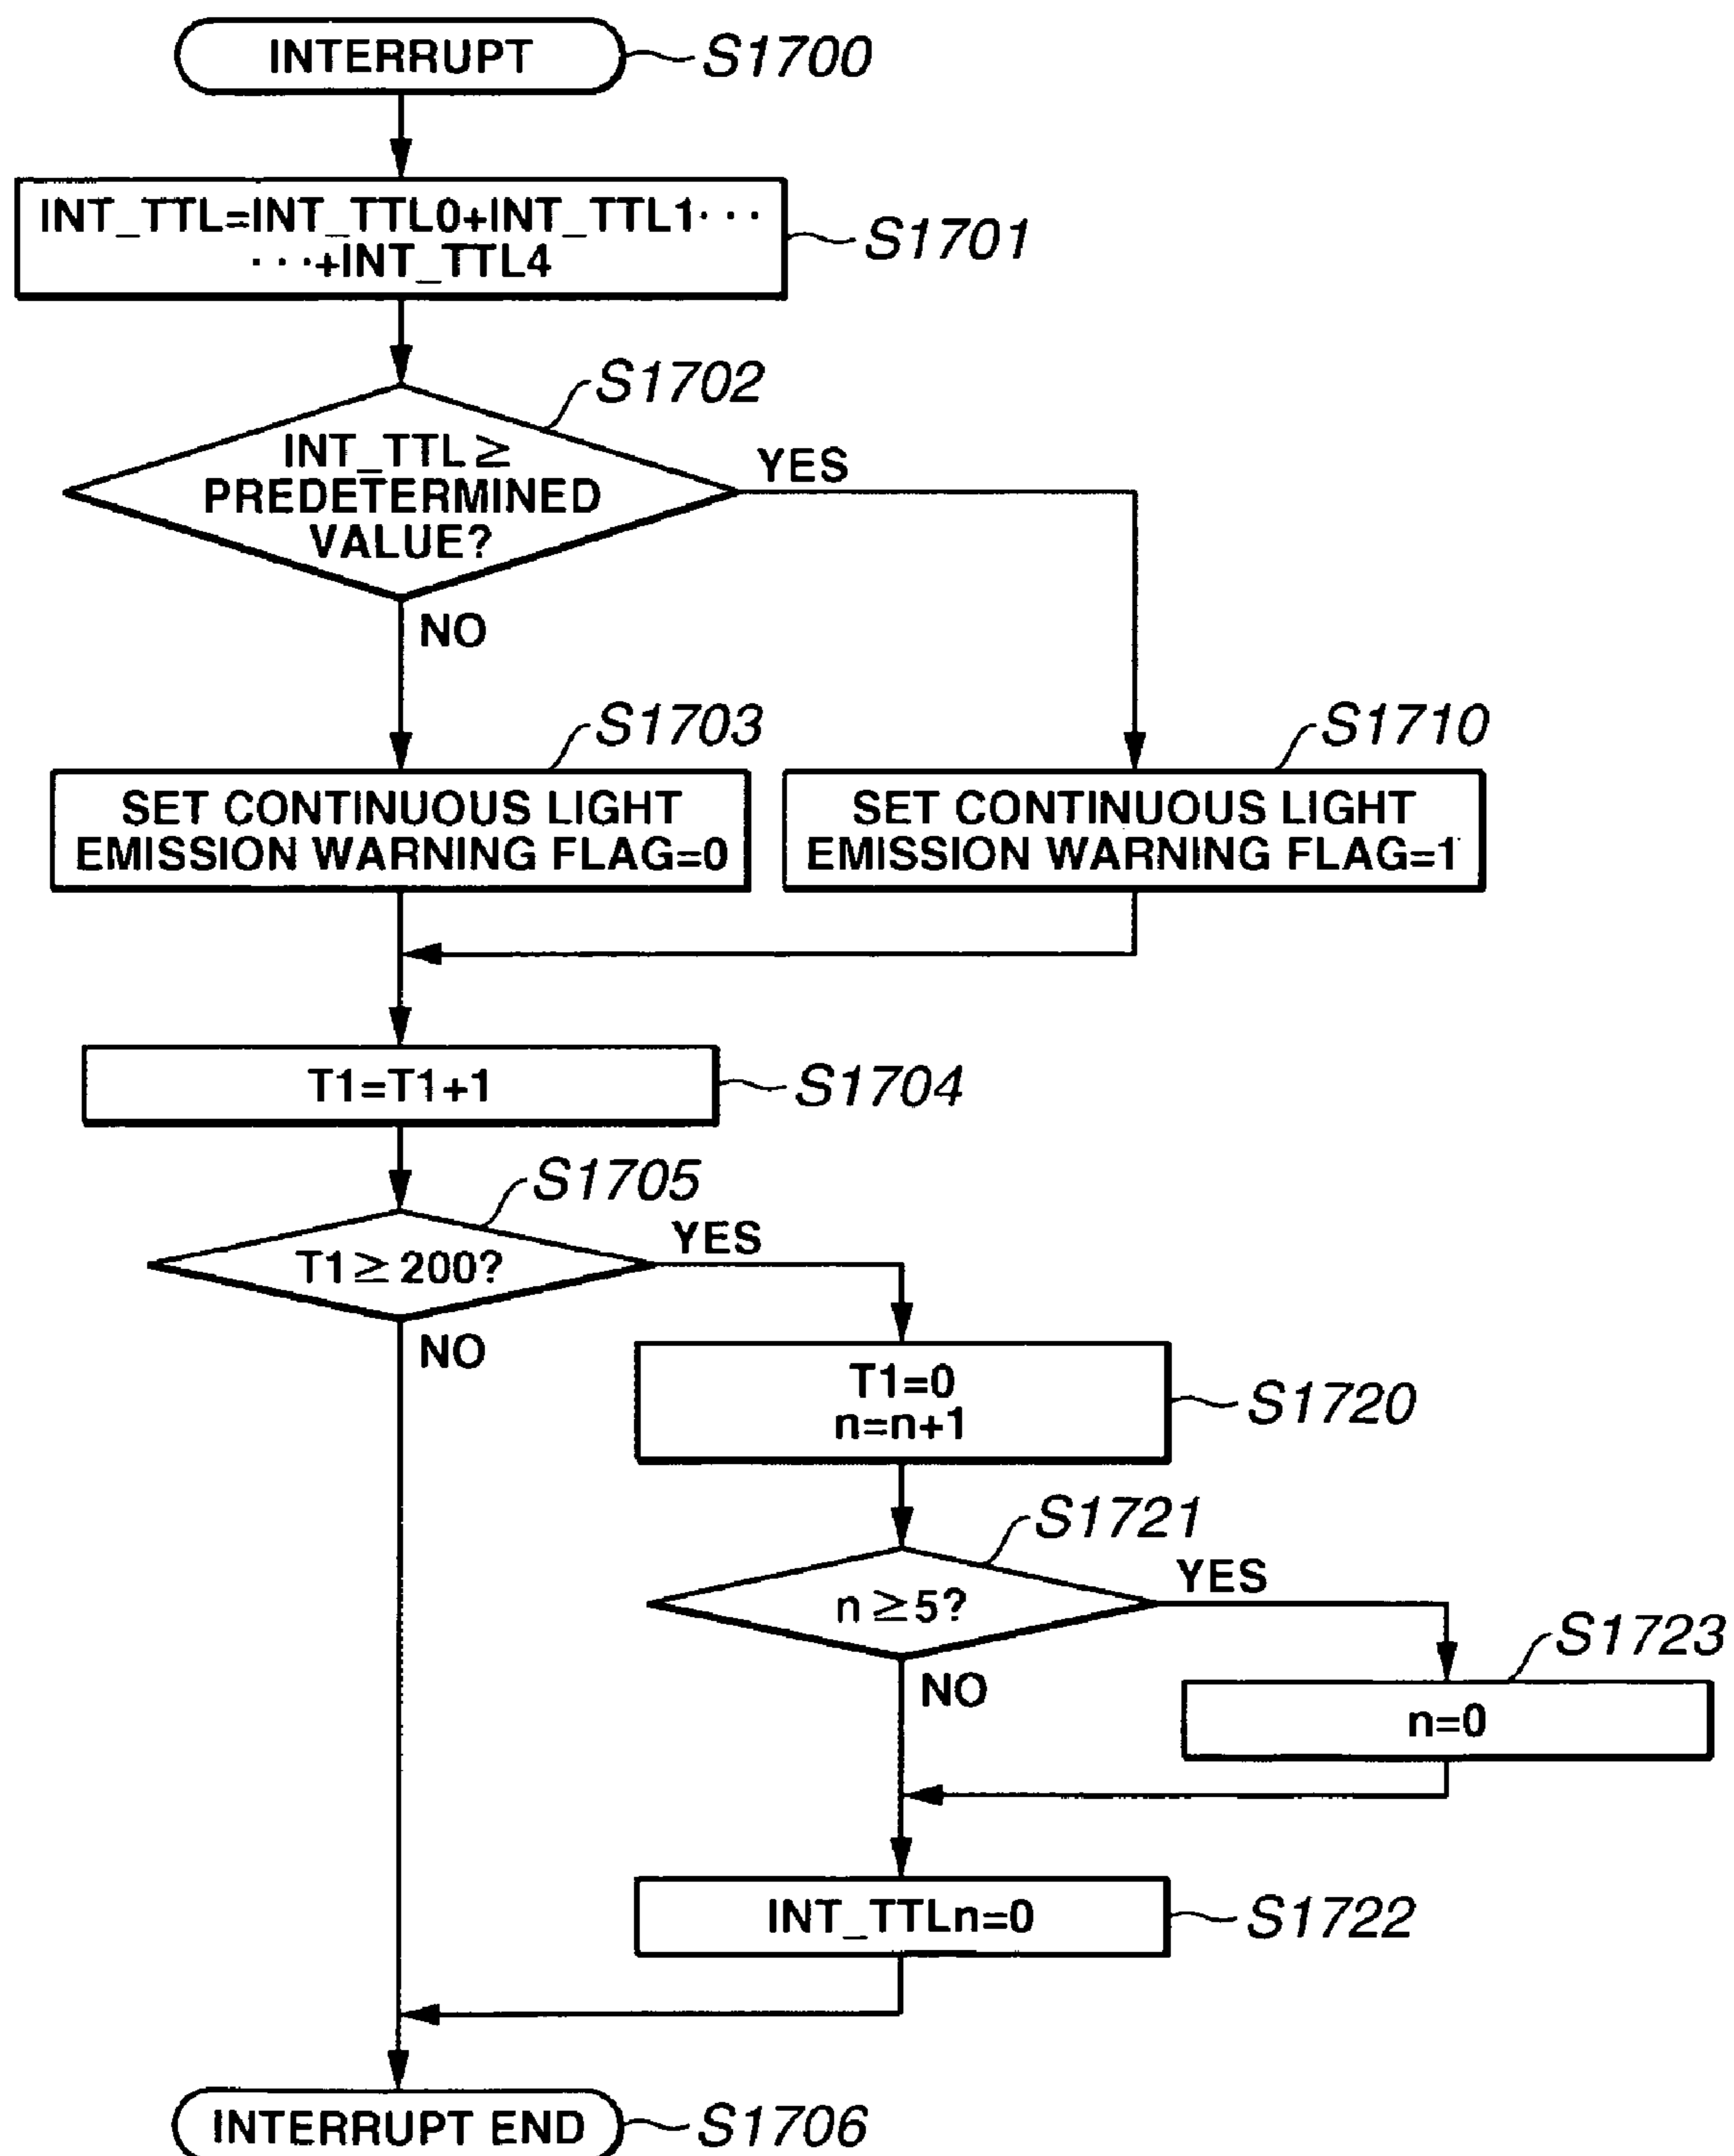 INTERRUPT
S1700
INT_TTL=INT_TTL0+INT_TTL1···
···+INT_TTL4
S1701
S1702
INT_TTL≥
PREDETERMINED
VALUE?
YES
NO
S1703
S1710
SET CONTINUOUS LIGHT
EMISSION WARNING FLAG=0
SET CONTINUOUS LIGHT
EMISSION WARNING FLAG=1
T1=T1+1
S1704
S1705
T1≥200?
YES
NO
T1=0
n=n+1
S1720
S1721
n≥5?
YES
NO
S1723
n=0
INT_TTLn=0
S1722
INTERRUPT END
S1706